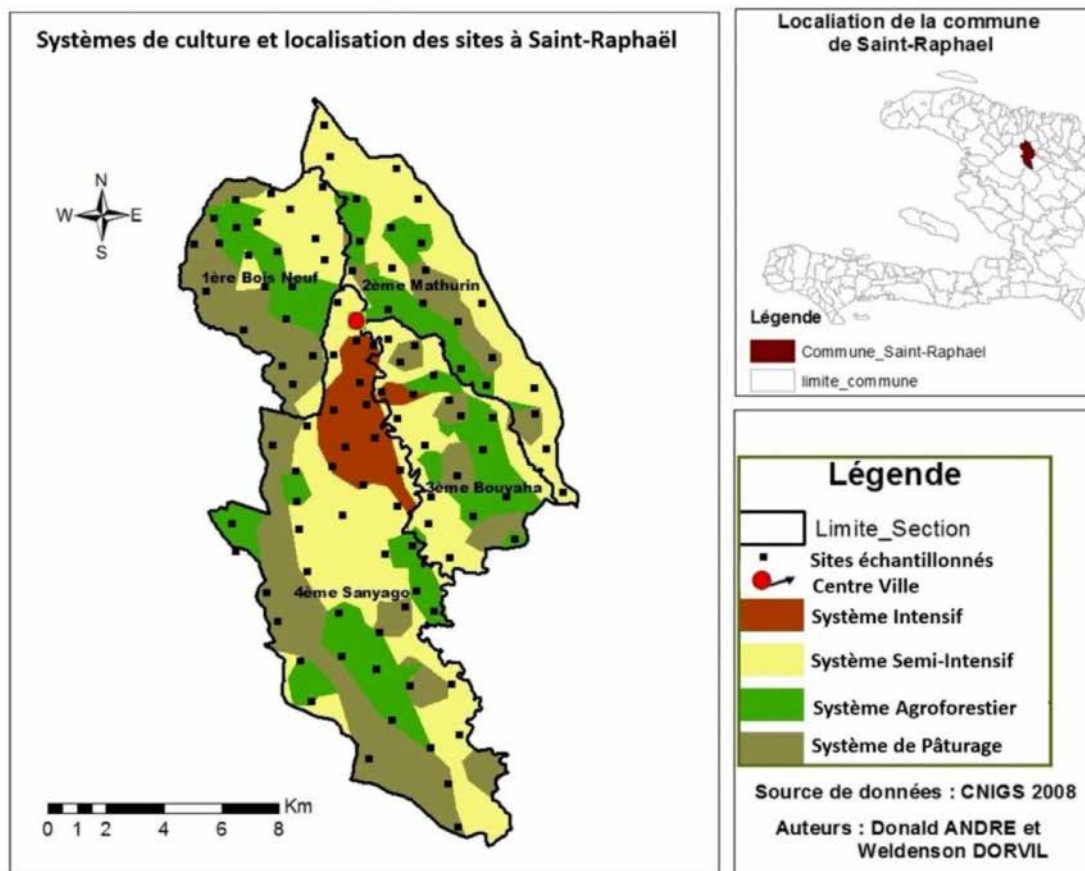 Systèmes de culture et localisation des sites à Saint-Raphaël
N
W E
S
1ère Bois Neuf
2ème Mathurin
3ème Bouyaha
4ème Sanyago
Km
0 1 2 4 6 8
Localiation de la commune
de Saint-Raphael
Légende
Commune_Saint-Raphael
limite_commune
Légende
Limite_Section
Sites échantillonnés
Centre Ville
Système Intensif
Système Semi-Intensif
Système Agroforestier
Système de Pâturage
Source de données : CNIGS 2008
Auteurs : Donald ANDRE et
Weldenson DORVIL